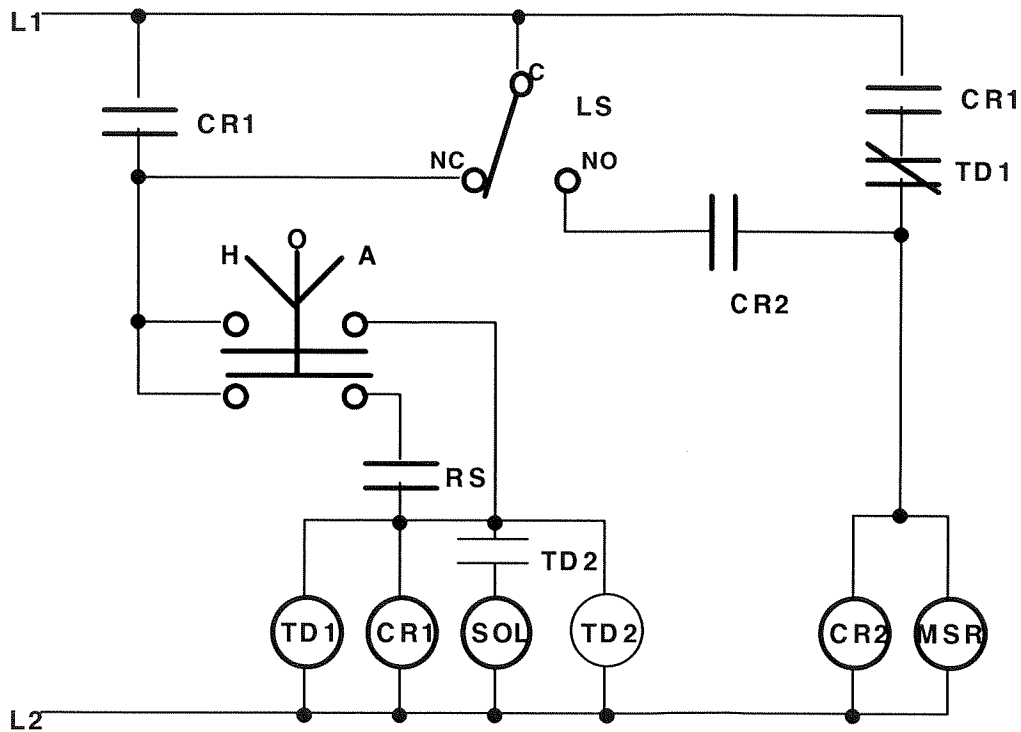 L1
C
LS
CR1
CR1
NC
NO
TD1
H
O
A
CR2
RS
TD2
TD1
CR1
SOL
TD2
CR2
MSR
L2